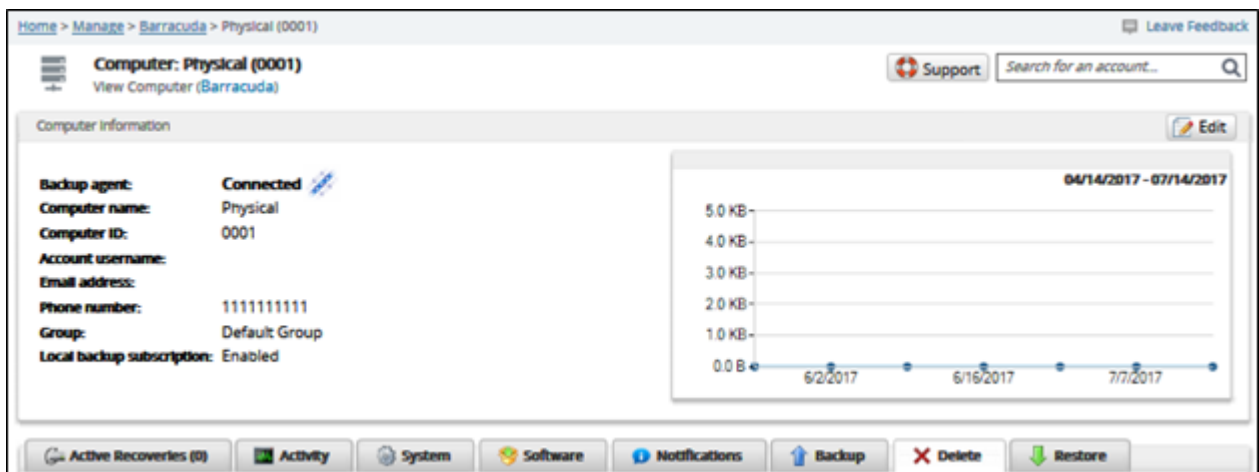 Home > Manage > Barracuda > Physical (0001)
Leave Feedback
Computer: Physical (0001)
View Computer (Barracuda)
Support
Search for an account...
Computer Information
Edit
Backup agent: Connected
Computer name: Physical
Computer ID: 0001
Account username:
Email address:
Phone number: 1111111111
Group: Default Group
Local backup subscription: Enabled
04/14/2017 - 07/14/2017
5.0 KB
4.0 KB
3.0 KB
2.0 KB
1.0 KB
0.0 B
6/2/2017 6/16/2017 7/7/2017
Active Recoveries (0) Activity System Software Notifications Backup Delete Restore